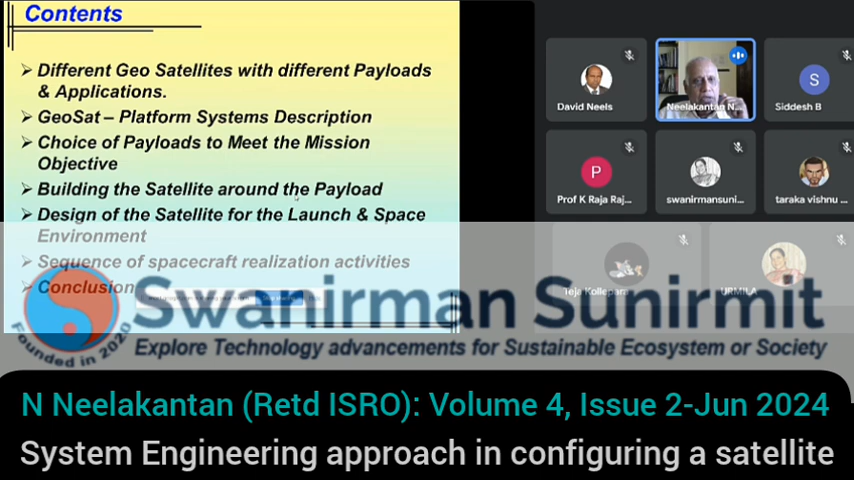 Contents
Different Geo Satellites with different Payloads
& Applications.
GeoSat – Platform Systems Description
Choice of Payloads to Meet the Mission
Objective
Building the Satellite around the Payload
Design of the Satellite for the Launch & Space
Environment
Sequence of spacecraft realization activities
Conclusion
David Neels
Neelakantan N...
S
Siddesh B
P
Prof K Raja Raj...
swanirmansuni...
taraka vishnu ...
Teja Kollepara
URMILA
Swanirman Sunirmit
Founded in 2020
Explore Technology advancements for Sustainable Ecosystem or Society
N Neelakantan (Retd ISRO): Volume 4, Issue 2-Jun 2024
System Engineering approach in configuring a satellite